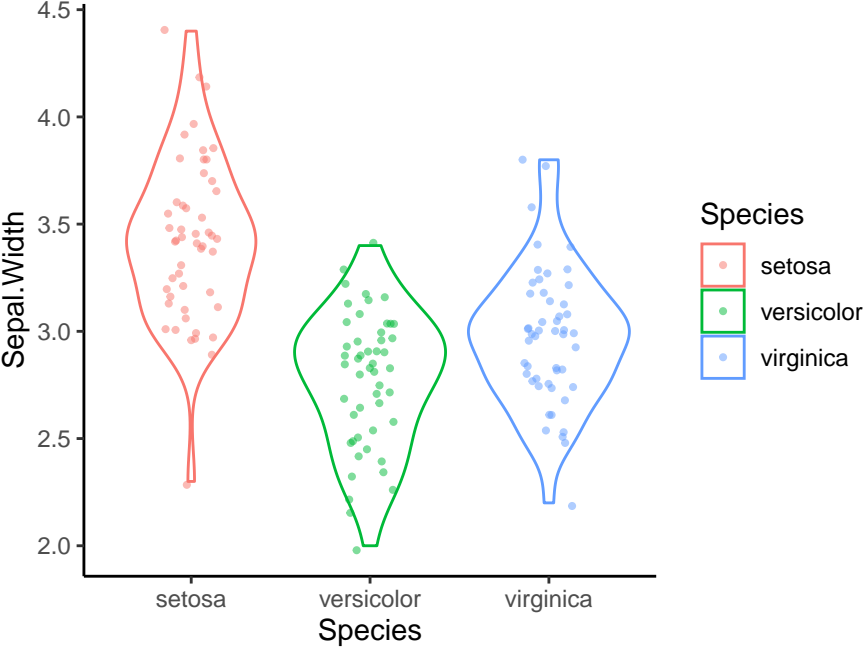 4.5
4.0
3.5
3.0
2.5
2.0
Sepal.Width
setosa
versicolor
virginica
Species
Species
setosa
versicolor
virginica